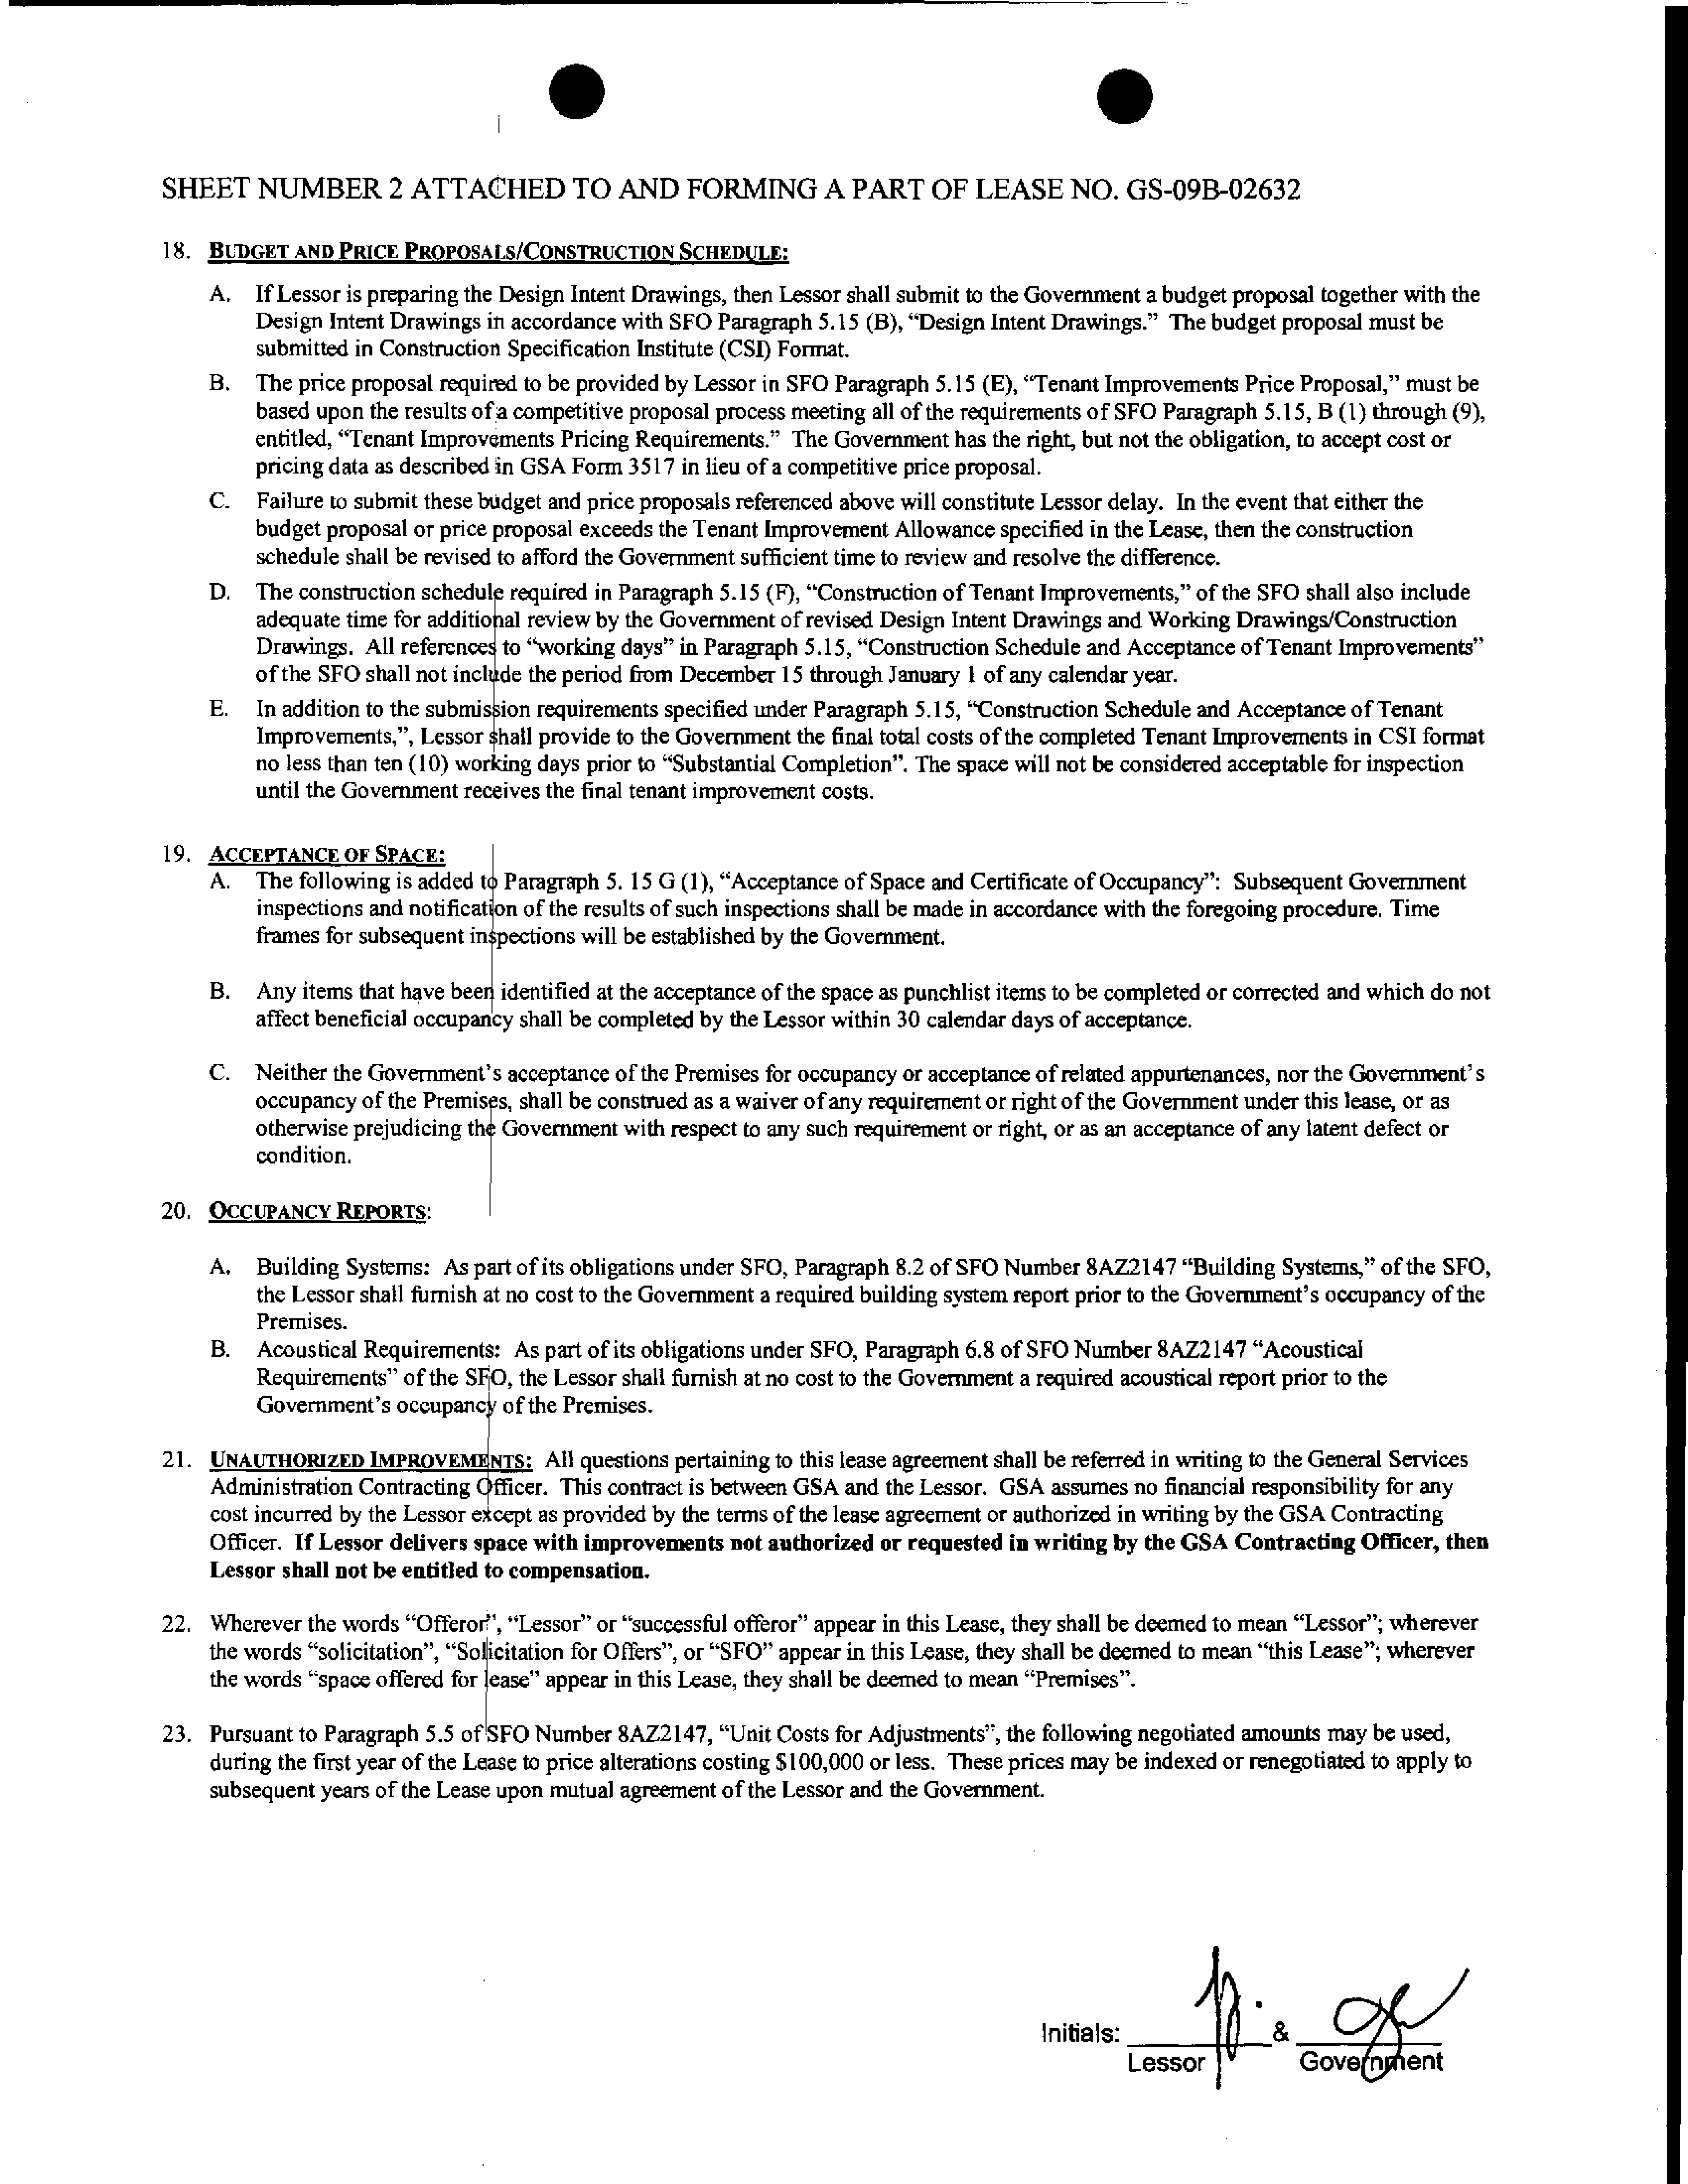 SHEET NUMBER 2 ATTACHED TO AND FORMING A PART OF LEASE NO. GS-09B-02632
18. BUDGET AND PRICE PROPOSALS/CONSTRUCTION SCHEDULE:
A. If Lessor is preparing the Design Intent Drawings, then Lessor shall submit to the Government a budget proposal together with the
Design Intent Drawings in accordance with SFO Paragraph 5.15 (B), “Design Intent Drawings.” The budget proposal must be
submitted in Construction Specification Institute (CSI) Format.
B. The price proposal required to be provided by Lessor in SFO Paragraph 5.15 (E), “Tenant Improvements Price Proposal,” must be
based upon the results of a competitive proposal process meeting all of the requirements of SFO Paragraph 5.15, B (1) through (9),
entitled, “Tenant Improvements Pricing Requirements.” The Government has the right, but not the obligation, to accept cost or
pricing data as described in GSA Form 3517 in lieu of a competitive price proposal.
C. Failure to submit these budget and price proposals referenced above will constitute Lessor delay. In the event that either the
budget proposal or price proposal exceeds the Tenant Improvement Allowance specified in the Lease, then the construction
schedule shall be revised to afford the Government sufficient time to review and resolve the difference.
D. The construction schedule required in Paragraph 5.15 (F), “Construction of Tenant Improvements,” of the SFO shall also include
adequate time for additional review by the Government of revised Design Intent Drawings and Working Drawings/Construction
Drawings. All references to “working days” in Paragraph 5.15, “Construction Schedule and Acceptance of Tenant Improvements”
of the SFO shall not include the period from December 15 through January 1 of any calendar year.
E. In addition to the submission requirements specified under Paragraph 5.15, “Construction Schedule and Acceptance of Tenant
Improvements,”, Lessor shall provide to the Government the final total costs of the completed Tenant Improvements in CSI format
no less than ten (10) working days prior to “Substantial Completion”. The space will not be considered acceptable for inspection
until the Government receives the final tenant improvement costs.
19. ACCEPTANCE OF SPACE:
A. The following is added to Paragraph 5. 15 G (1), “Acceptance of Space and Certificate of Occupancy”: Subsequent Government
inspections and notification of the results of such inspections shall be made in accordance with the foregoing procedure. Time
frames for subsequent inspections will be established by the Government.
B. Any items that have been identified at the acceptance of the space as punchlist items to be completed or corrected and which do not
affect beneficial occupancy shall be completed by the Lessor within 30 calendar days of acceptance.
C. Neither the Government’s acceptance of the Premises for occupancy or acceptance of related appurtenances, nor the Government’s
occupancy of the Premises, shall be construed as a waiver of any requirement or right of the Government under this lease, or as
otherwise prejudicing the Government with respect to any such requirement or right, or as an acceptance of any latent defect or
condition.
20. OCCUPANCY REPORTS:
A. Building Systems: As part of its obligations under SFO, Paragraph 8.2 of SFO Number 8AZ2147 “Building Systems,” of the SFO,
the Lessor shall furnish at no cost to the Government a required building system report prior to the Government’s occupancy of the
Premises.
B. Acoustical Requirements: As part of its obligations under SFO, Paragraph 6.8 of SFO Number 8AZ2147 “Acoustical
Requirements” of the SFO, the Lessor shall furnish at no cost to the Government a required acoustical report prior to the
Government’s occupancy of the Premises.
21. UNAUTHORIZED IMPROVEMENTS: All questions pertaining to this lease agreement shall be referred in writing to the General Services
Administration Contracting Officer. This contract is between GSA and the Lessor. GSA assumes no financial responsibility for any
cost incurred by the Lessor except as provided by the terms of the lease agreement or authorized in writing by the GSA Contracting
Officer. If Lessor delivers space with improvements not authorized or requested in writing by the GSA Contracting Officer, then
Lessor shall not be entitled to compensation.
22. Wherever the words “Offeror”, “Lessor” or “successful offeror” appear in this Lease, they shall be deemed to mean “Lessor”; wherever
the words “solicitation”, “Solicitation for Offers”, or “SFO” appear in this Lease, they shall be deemed to mean “this Lease”; wherever
the words “space offered for lease” appear in this Lease, they shall be deemed to mean “Premises”.
23. Pursuant to Paragraph 5.5 of SFO Number 8AZ2147, “Unit Costs for Adjustments”, the following negotiated amounts may be used,
during the first year of the Lease to price alterations costing $100,000 or less. These prices may be indexed or renegotiated to apply to
subsequent years of the Lease upon mutual agreement of the Lessor and the Government.
Initials: &
Lessor Government